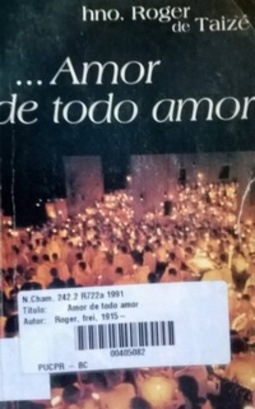 hno. Roger
de Taizé
...Amor
de todo amor
N.Cham. 242.2 R722a 1991
Título: Amor de todo amor
Autor: Roger, frei. 1915-
00405082
PUCPR - BC